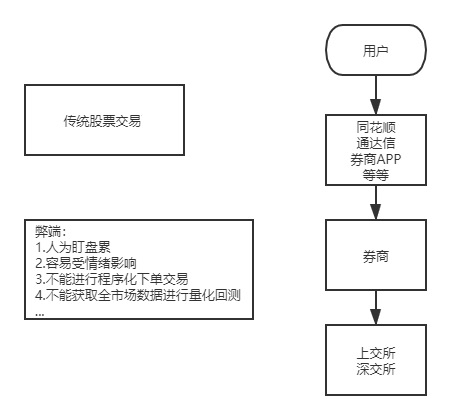 用户
传统股票交易
同花顺
通达信
券商APP
等等
弊端：
1.人为盯盘累
2.容易受情绪影响
3.不能进行程序化下单交易
4.不能获取全市场数据进行量化回测
...
券商
上交所
深交所